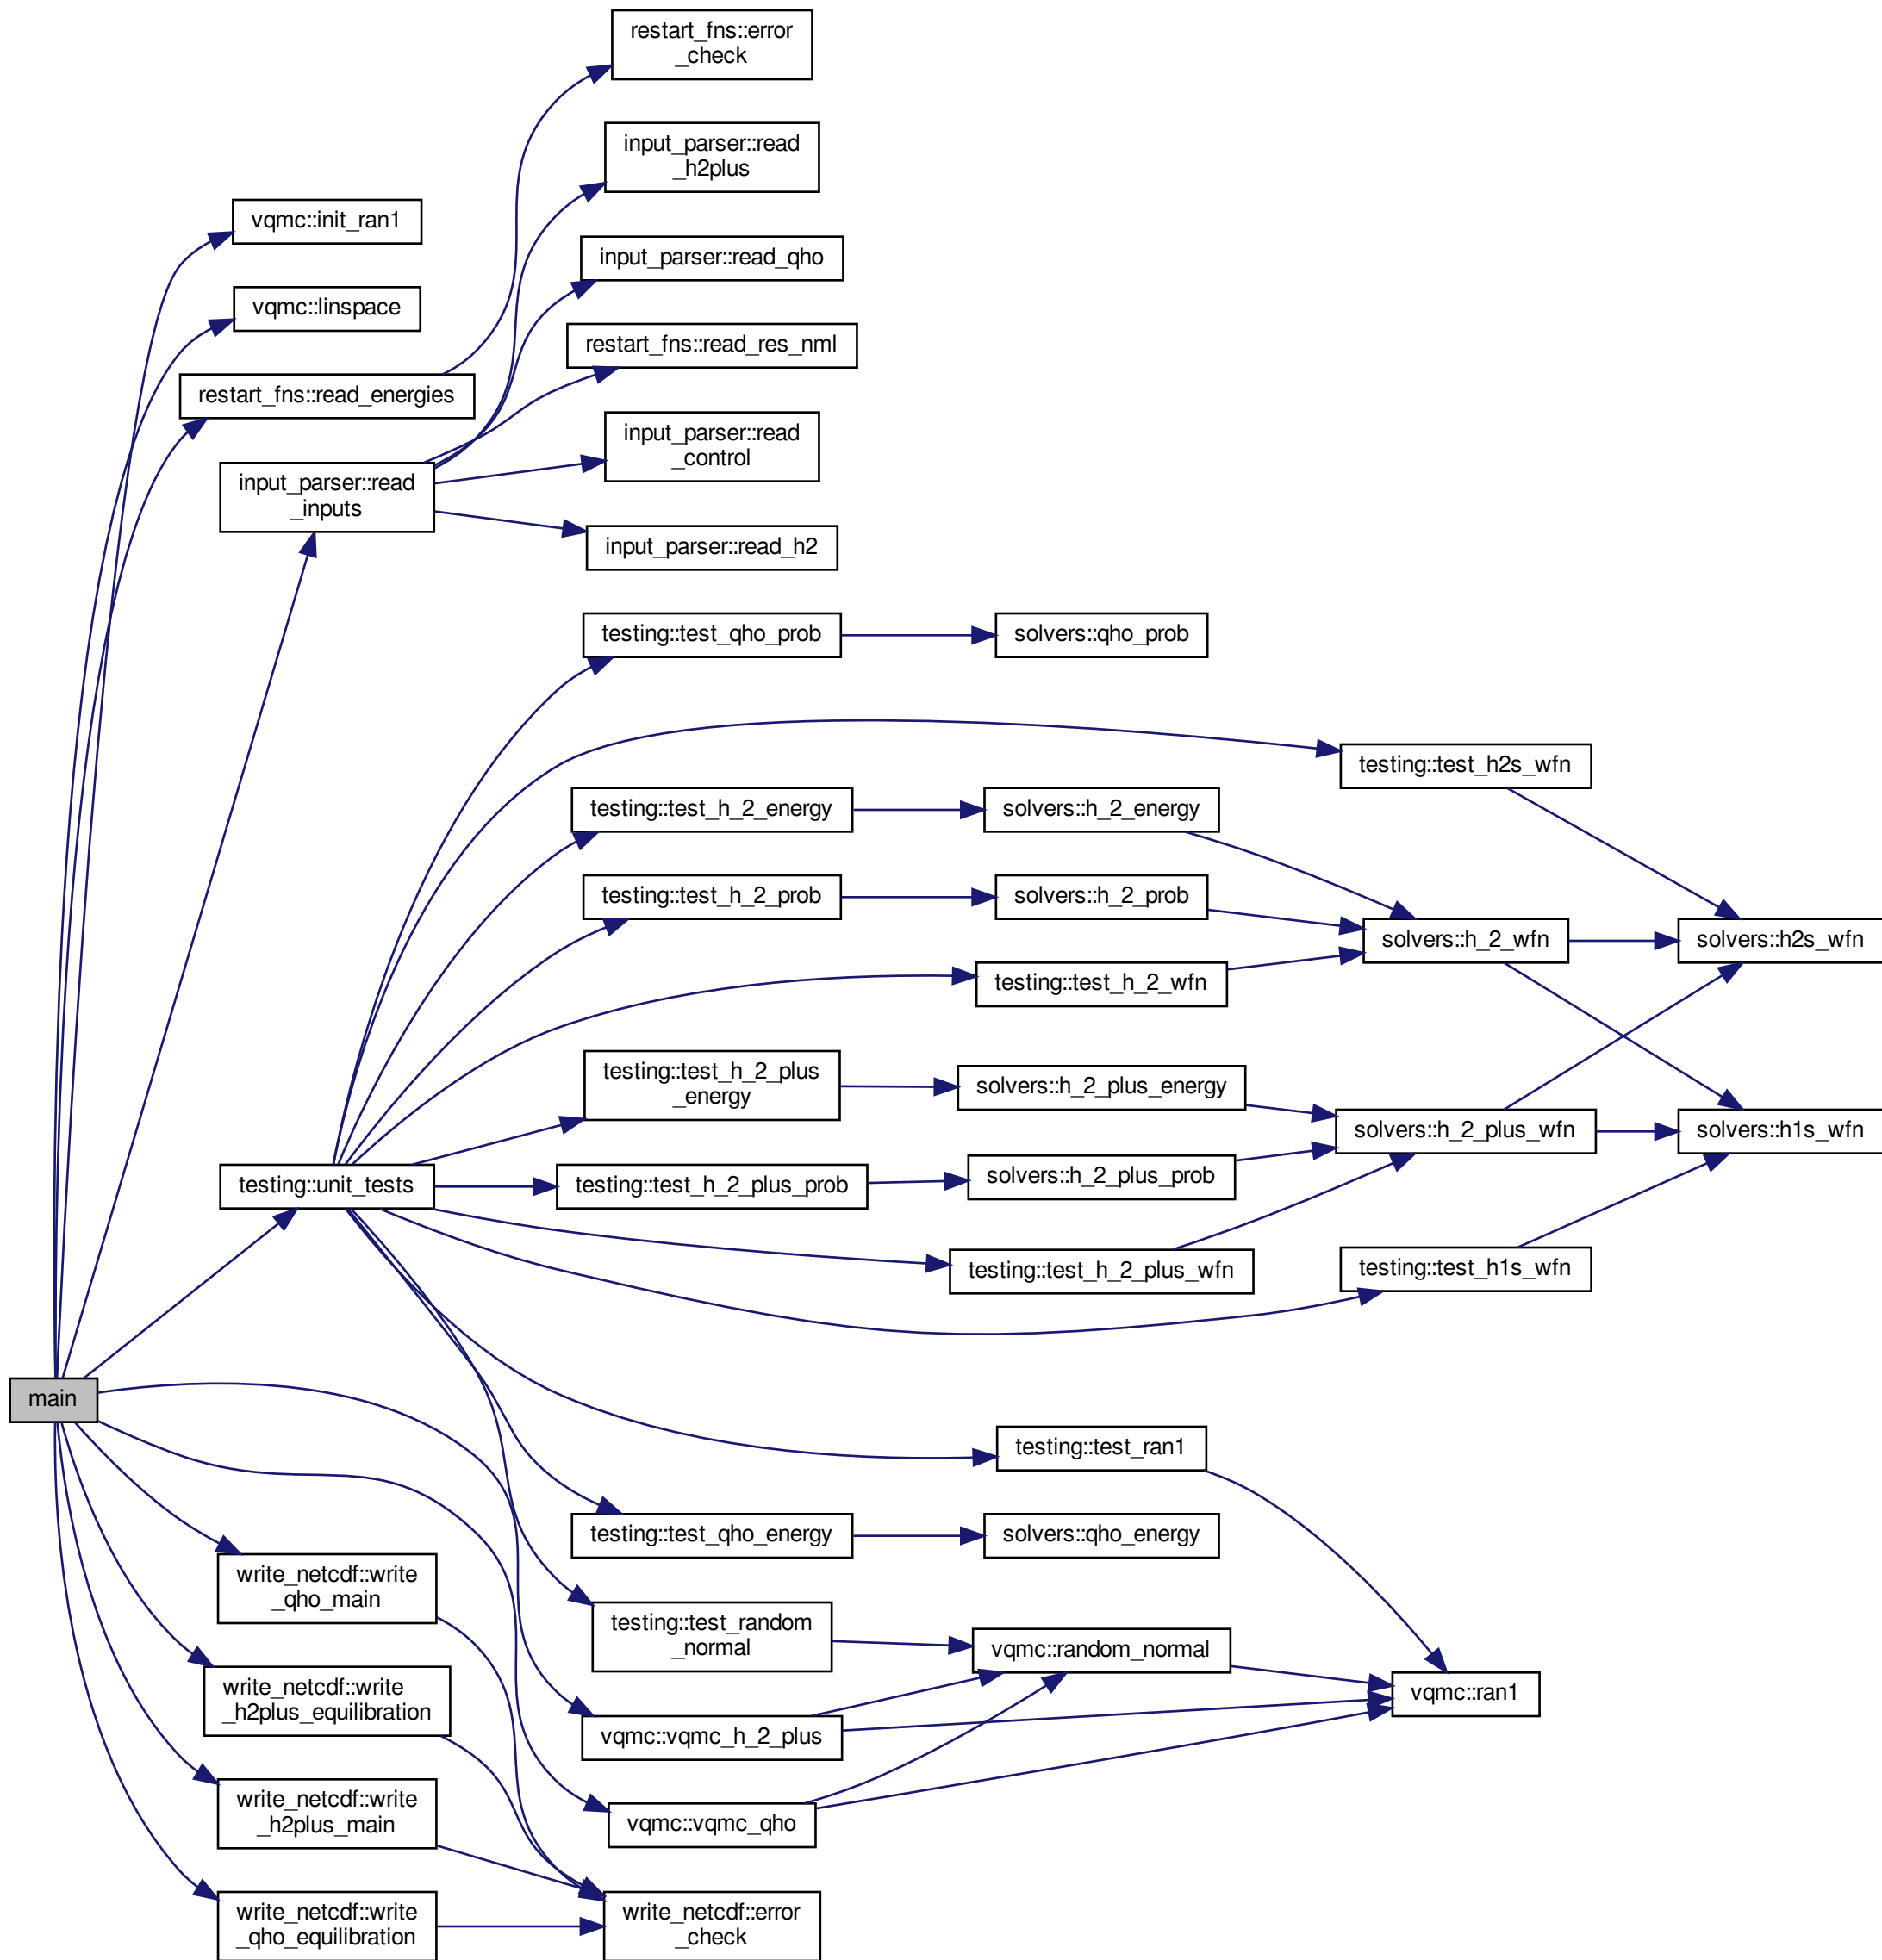 restart_fns::error
_check
input_parser::read
_h2plus
vqmc::init_ran1
input_parser::read_qho
vqmc::linspace
restart_fns::read_res_nml
restart_fns::read_energies
input_parser::read
_control
input_parser::read
_inputs
input_parser::read_h2
testing::test_qho_prob
solvers::qho_prob
testing::test_h2s_wfn
testing::test_h_2_energy
solvers::h_2_energy
testing::test_h_2_prob
solvers::h_2_prob
solvers::h_2_wfn
solvers::h2s_wfn
testing::test_h_2_wfn
testing::test_h_2_plus
_energy
solvers::h_2_plus_energy
solvers::h_2_plus_wfn
solvers::h1s_wfn
testing::unit_tests
testing::test_h_2_plus_prob
solvers::h_2_plus_prob
testing::test_h_2_plus_wfn
testing::test_h1s_wfn
main
testing::test_ran1
testing::test_qho_energy
solvers::qho_energy
write_netcdf::write
_qho_main
testing::test_random
_normal
vqmc::random_normal
write_netcdf::write
_h2plus_equilibration
vqmc::ran1
vqmc::vqmc_h_2_plus
write_netcdf::write
_h2plus_main
vqmc::vqmc_qho
write_netcdf::write
_qho_equilibration
write_netcdf::error
_check